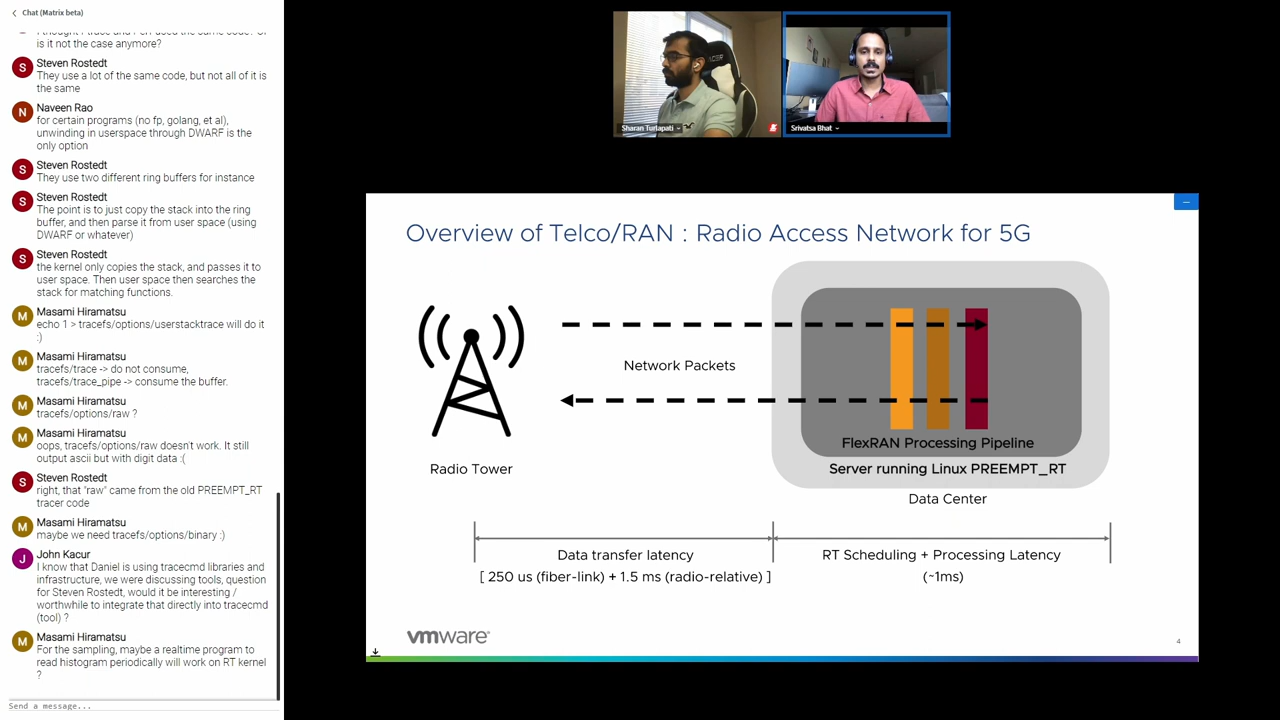 Chat (Matrix beta)
is it not the case anymore?
Steven Rostedt
They use a lot of the same code, but not all of it is
the same
Naveen Rao
for certain programs (no fp, golang, et al),
unwinding in userspace through DWARF is the
only option
Steven Rostedt
They use two different ring buffers for instance
Steven Rostedt
The point is to just copy the stack into the ring
buffer, and then parse it from user space (using
DWARF or whatever)
Steven Rostedt
the kernel only copies the stack, and passes it to
user space. Then user space then searches the
stack for matching functions.
Masami Hiramatsu
echo 1 > tracefs/options/userstacktrace will do it
:)
Masami Hiramatsu
tracefs/trace -> do not consume,
tracefs/trace_pipe -> consume the buffer.
Masami Hiramatsu
tracefs/options/raw ?
Masami Hiramatsu
oops, tracefs/options/raw doesn't work. It still
output ascii but with digit data :(
Steven Rostedt
right, that "raw" came from the old PREEMPT_RT
tracer code
Masami Hiramatsu
maybe we need tracefs/options/binary :)
John Kacur
I know that Daniel is using tracecmd libraries and
infrastructure, we were discussing tools, question
for Steven Rostedt, would it be interesting /
worthwhile to integrate that directly into tracecmd
(tool) ?
Masami Hiramatsu
For the sampling, maybe a realtime program to
read histogram periodically will work on RT kernel
?
Send a message...
S
N
S
S
S
M
M
M
M
S
M
J
M
Sharan Turlapati
Srivatsa Bhat
ACER
Overview of Telco/RAN : Radio Access Network for 5G
Network Packets
FlexRAN Processing Pipeline
Radio Tower
Server running Linux PREEMPT_RT
Data Center
Data transfer latency
RT Scheduling + Processing Latency
[ 250 us (fiber-link) + 1.5 ms (radio-relative) ]
(~1ms)
vmware
4